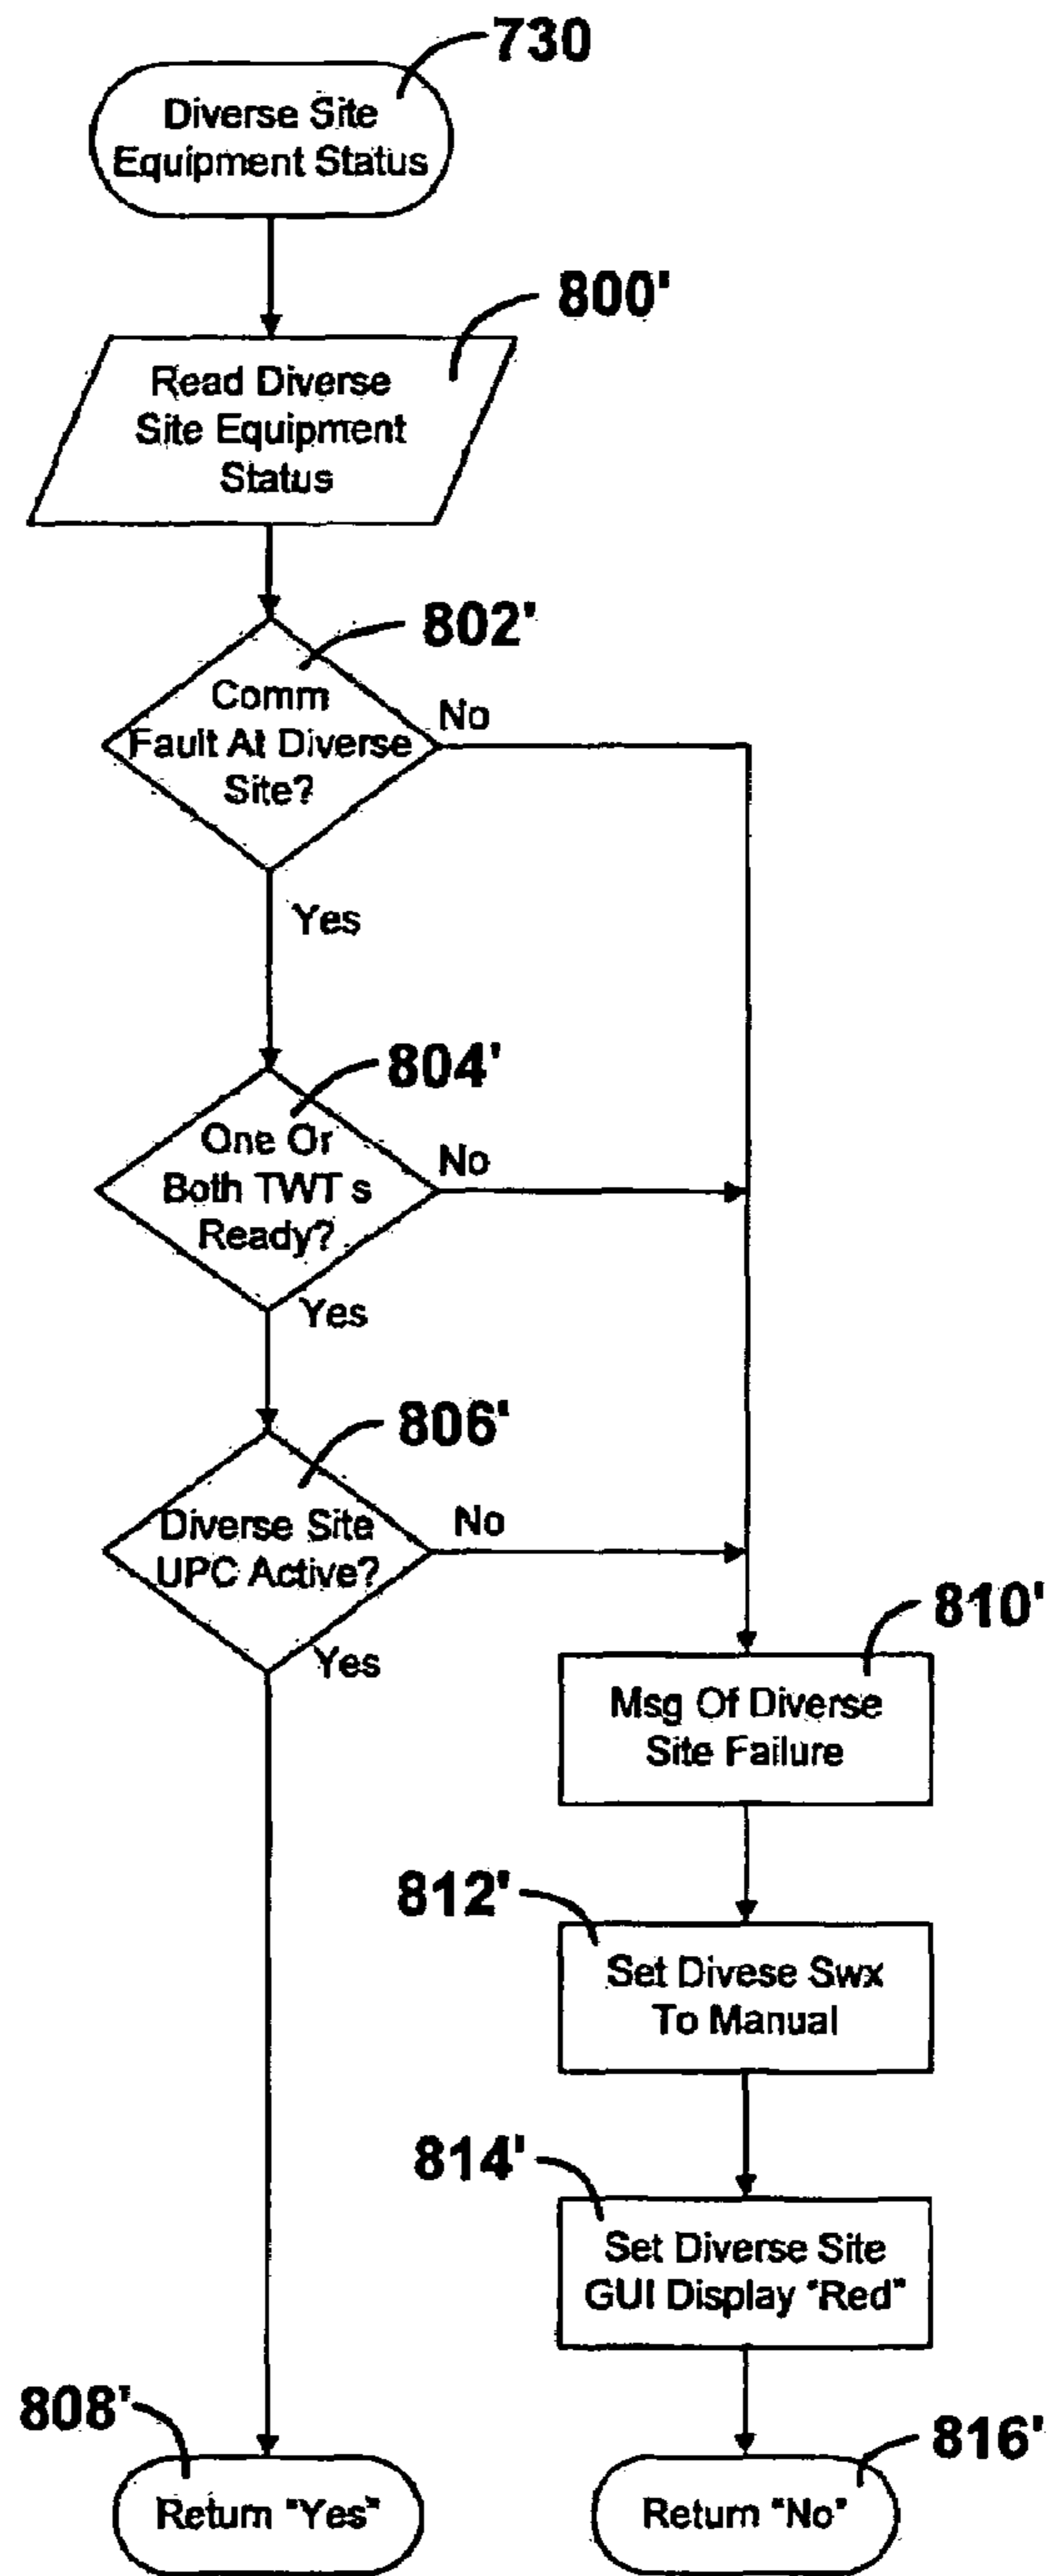 730
Diverse Site
Equipment Status
800'
Read Diverse
Site Equipment
Status
802'
Comm
Fault At Diverse
Site?
No
Yes
804'
One Or
Both TWT s
Ready?
No
Yes
806'
Diverse Site
UPC Active?
No
Yes
810'
Msg Of Diverse
Site Failure
812'
Set Divese Swx
To Manual
814'
Set Diverse Site
GUI Display "Red"
808'
Return "Yes"
816'
Return "No"